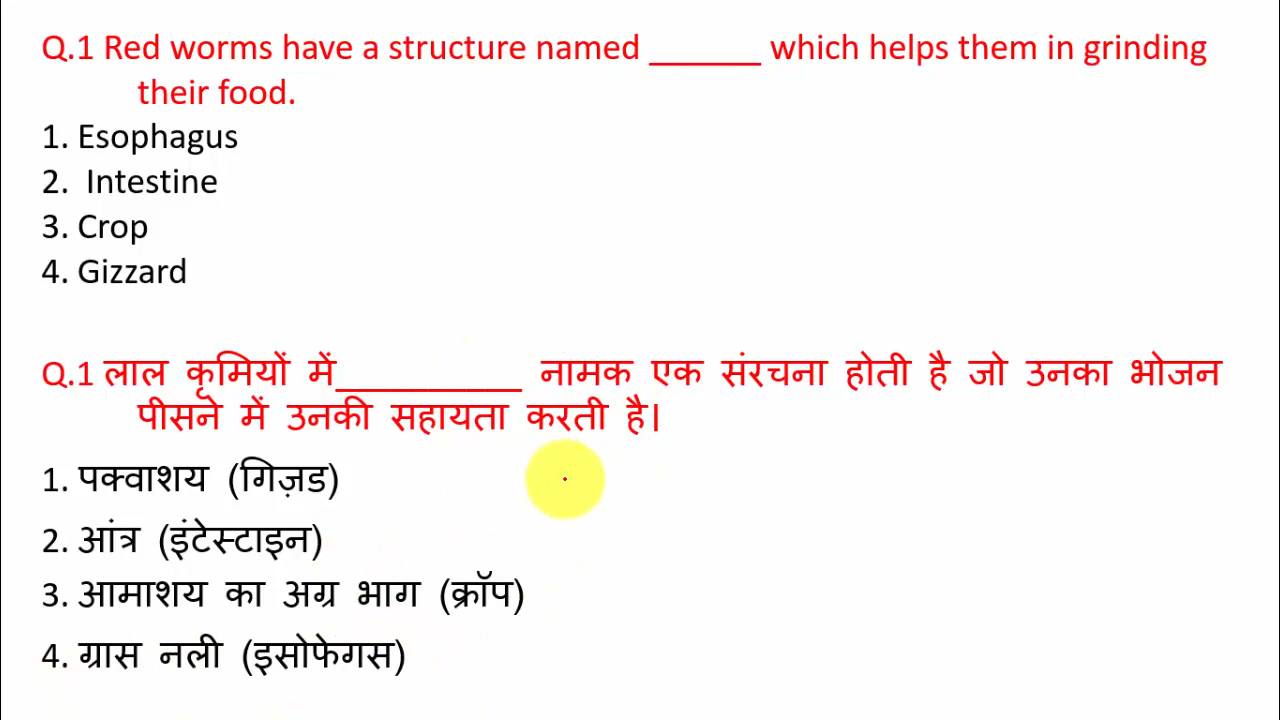 Q.1 Red worms have a structure named ______ which helps them in grinding
their food.
1. Esophagus
2. Intestine
3. Crop
4. Gizzard
Q.1 लाल कृमियों में__________ नामक एक संरचना होती है जो उनका भोजन
पीसने में उनकी सहायता करती है।
1. पक्वाशय (गिज़ड)
2. आंत्र (इंटेस्टाइन)
3. आमाशय का अग्र भाग (क्रॉप)
4. ग्रास नली (इसोफेगस)